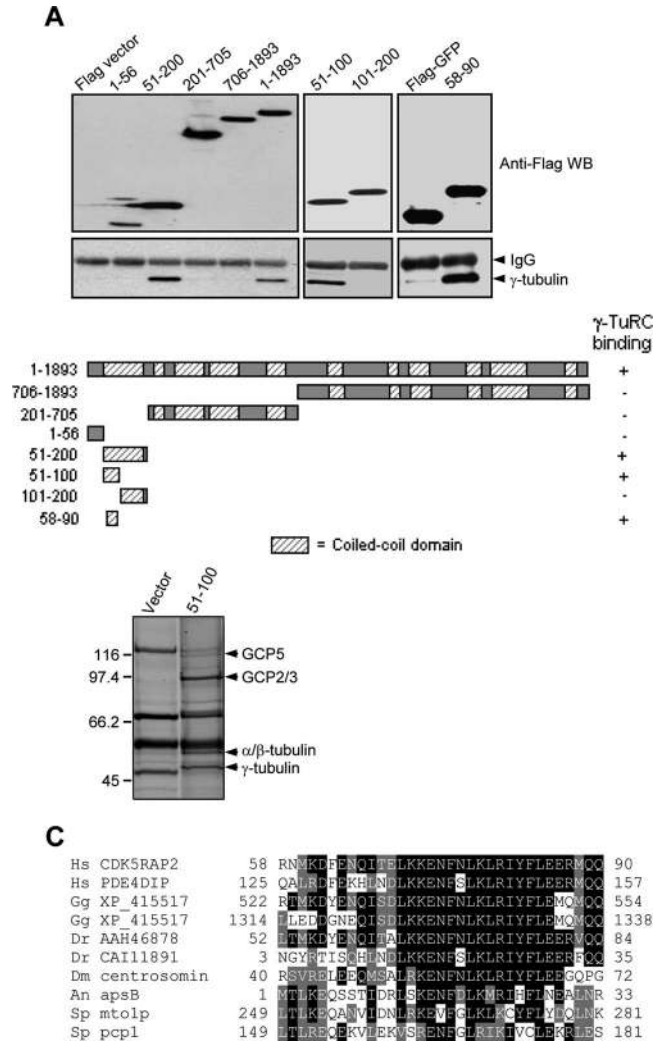 A
Flag vector
1-56
51-200
201-705
706-1893
1-1893
51-100
101-200
Flag-GFP
58-90
Anti-Flag WB
IgG
γ-tubulin
γ-TuRC
binding
1-1893 +
706-1893 -
201-705 -
1-56 -
51-200 +
51-100 +
101-200 -
58-90 +
= Coiled-coil domain
Vector
51-100
116
97.4
66.2
45
GCP5
GCP2/3
α/β-tubulin
γ-tubulin
C
Hs CDK5RAP2 58 RNMKDFENQITELKKENFNLKLRIYFLEERMQQ 90
Hs PDE4DIP 125 QALRDFEKHLNDLKKENFSLKLRIYFLEERMQQ 157
Gg XP_415517 522 RTMKDYENQISDLKKENFNLKLRIYFLEEMQMQQ 554
Gg XP_415517 1314 LLEDDGNEQISDLKKENFNLKLRIYFLEEMQMQQ 1338
Dr AAH46878 52 LTMKDYENQITALKKENFNLKLRIYFLEERVQQ 84
Dr CAI11891 3 NGYRTISQHLNDLKKENFSLKLRIYFLEERFQQ 35
Dm centrosomin 40 RSVRELEEQMSALRKENFNLKLRIYFLEEGQPG 72
An apsB 1 MTLKEQSSTIDRLSKENFDLKMRIHFLNEALNR 33
Sp mto1p 249 LTLKEQANVIDNLRKEVFGLKLKCYFLYDQLNK 281
Sp pcp1 149 LTLREQEKVLEKVSRENFGLRIKIVCLEKRLES 181